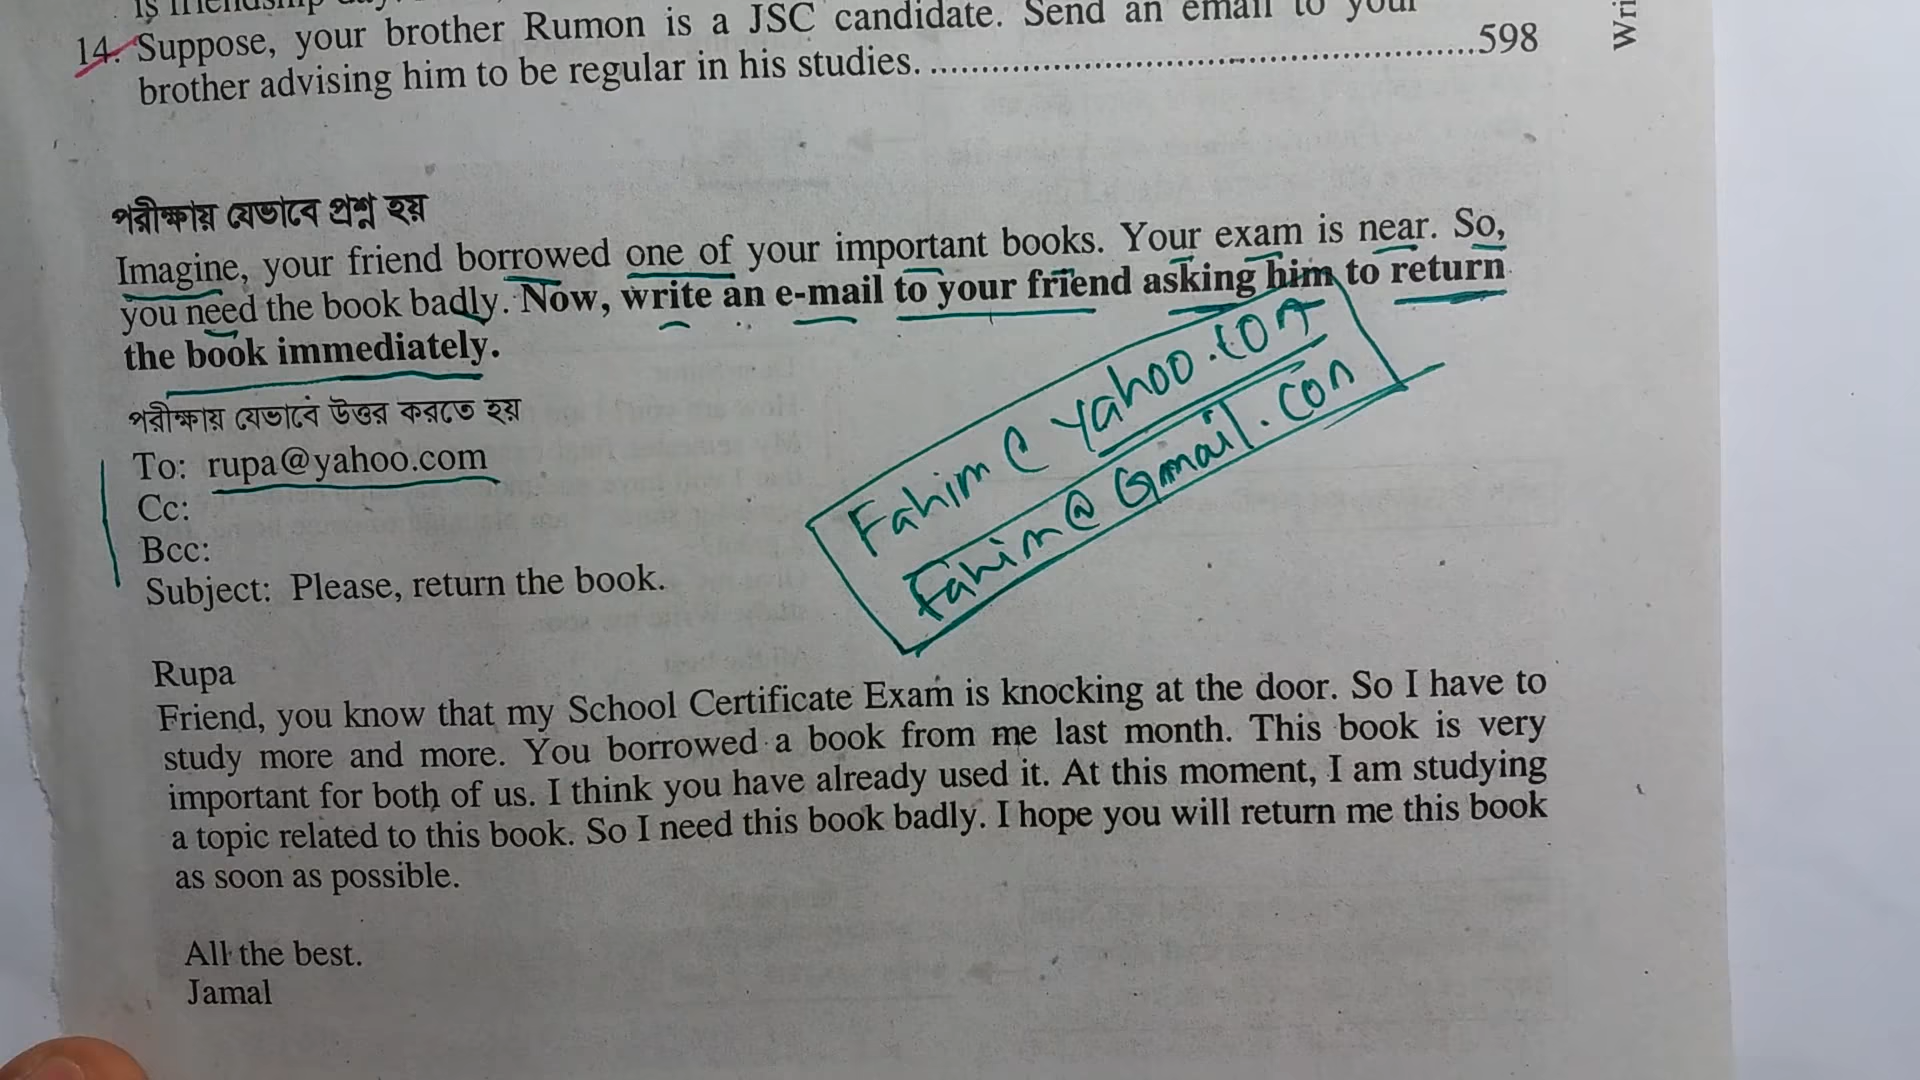 is friendship
14. Suppose, your brother Rumon is a JSC candidate. Send an email to your
brother advising him to be regular in his studies. ........................................................598
Wri
পরীক্ষায় যেভাবে প্রশ্ন হয়
Imagine, your friend borrowed one of your important books. Your exam is near. So,
you need the book badly. Now, write an e-mail to your friend asking him to return
the book immediately.
পরীক্ষায় যেভাবে উত্তর করতে হয়
To: rupa@yahoo.com
Cc:
Bcc:
Subject: Please, return the book.
Fahim@yahoo.com
Fahim@Gmail.con
Rupa
Friend, you know that my School Certificate Exam is knocking at the door. So I have to
study more and more. You borrowed a book from me last month. This book is very
important for both of us. I think you have already used it. At this moment, I am studying
a topic related to this book. So I need this book badly. I hope you will return me this book
as soon as possible.
All the best.
Jamal